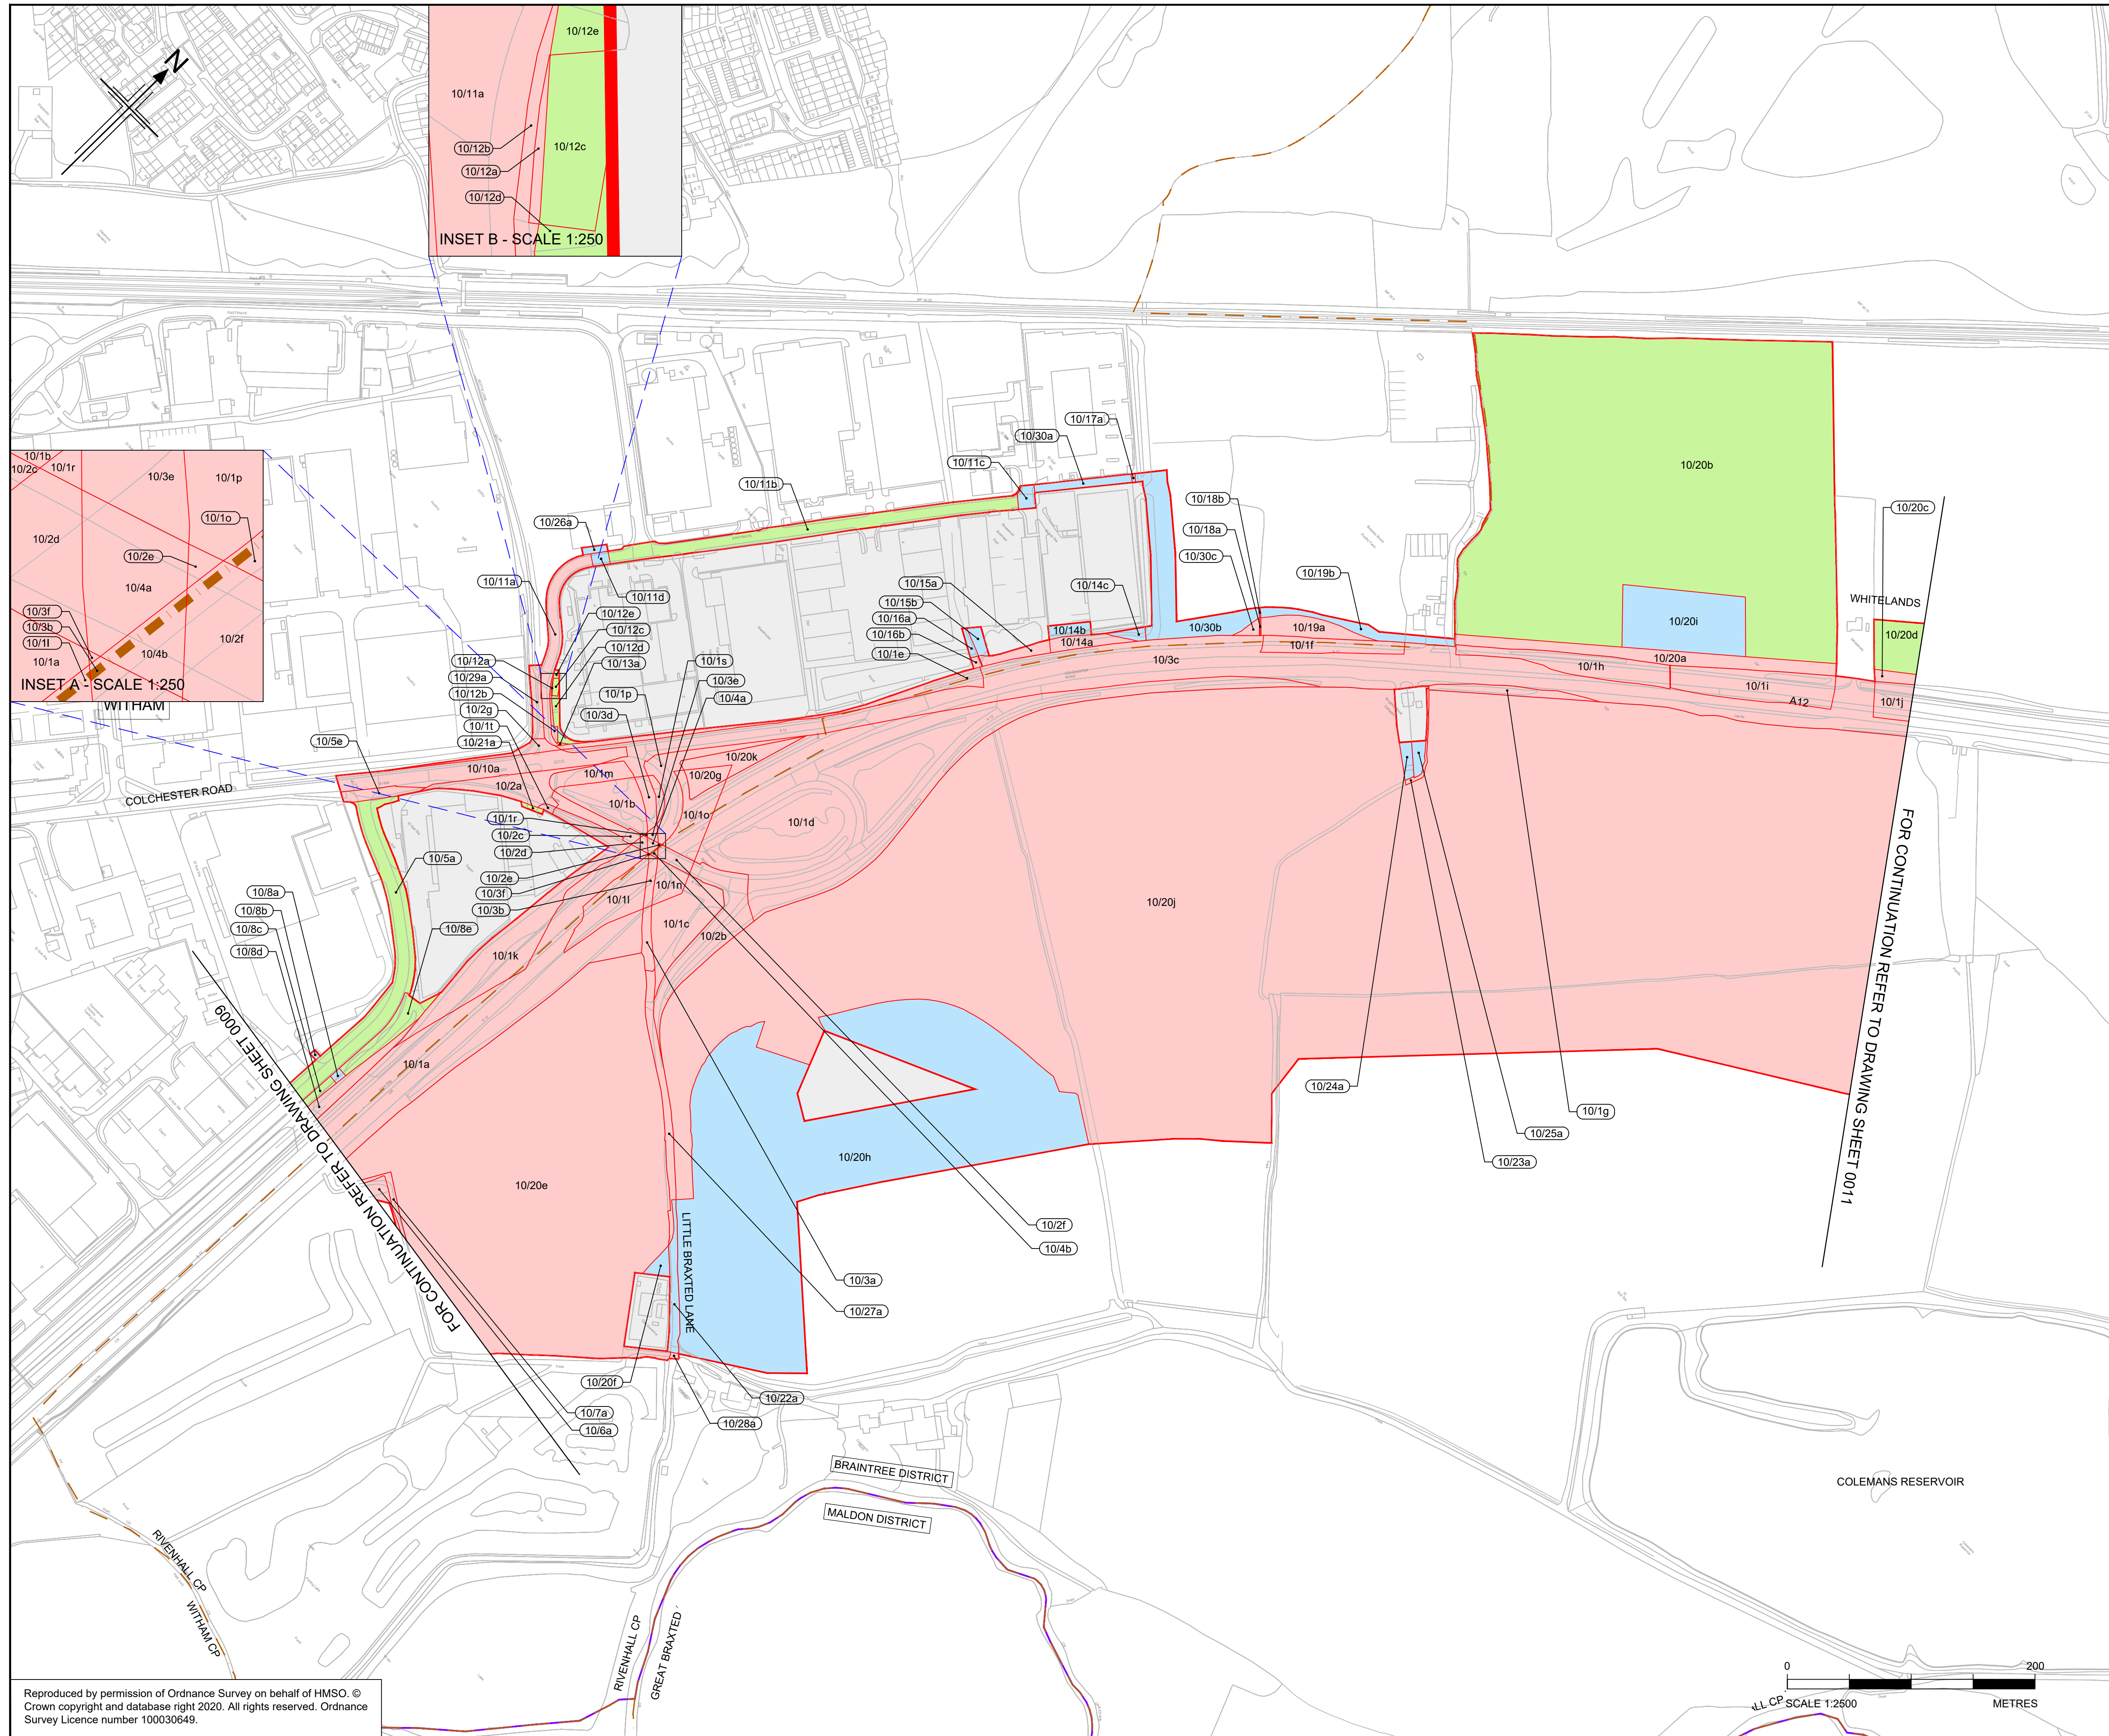 N
10/12e
10/11a
10/12b
10/12c
10/12a
10/12d
INSET B - SCALE 1:250
10/1b
10/2c
10/1r
10/3e
10/1p
10/1o
10/2d
10/2e
10/4a
10/3f
10/3b
10/1l
10/1a
10/4b
10/2f
INSET A - SCALE 1:250
WITHAM
10/17a
10/30a
10/11c
10/11b
10/20b
10/18b
10/18a
10/30c
10/20c
10/26a
10/19b
10/11a
10/11d
10/15a
10/14c
10/12e
10/15b
WHITELANDS
10/12c
10/16a
10/14b
10/30b
10/19a
10/20i
10/20d
10/12d
10/16b
10/14a
10/1f
10/12a
10/13a
10/1s
10/1e
10/3c
10/20a
10/29a
10/3e
10/1h
10/12b
10/1p
10/4a
10/1i
10/2g
10/3d
A12
10/1j
10/1t
10/5e
10/21a
10/20k
10/10a
10/1m
10/20g
COLCHESTER ROAD
10/2a
10/1b
10/1r
10/1o
10/1d
10/2c
10/2d
10/5a
10/2e
10/3f
10/1n
10/8a
10/1l
10/20j
10/8b
10/3b
10/8c
10/8e
10/1c
10/8d
10/2b
10/1k
FOR CONTINUATION REFER TO DRAWING SHEET 0009
FOR CONTINUATION REFER TO DRAWING SHEET 0011
10/1a
10/24a
10/1g
10/25a
10/20h
10/23a
10/20e
LITTLE BRAXTED LANE
10/2f
10/4b
10/3a
10/27a
10/20f
10/22a
10/7a
10/28a
10/6a
BRAINTREE DISTRICT
MALDON DISTRICT
COLEMANS RESERVOIR
RIVENHALL CP
WITHAM CP
RIVENHALL CP
GREAT BRAXTED
0 200
LL CP
SCALE 1:2500 METRES
Reproduced by permission of Ordnance Survey on behalf of HMSO. ©
Crown copyright and database right 2020. All rights reserved. Ordnance
Survey Licence number 100030649.